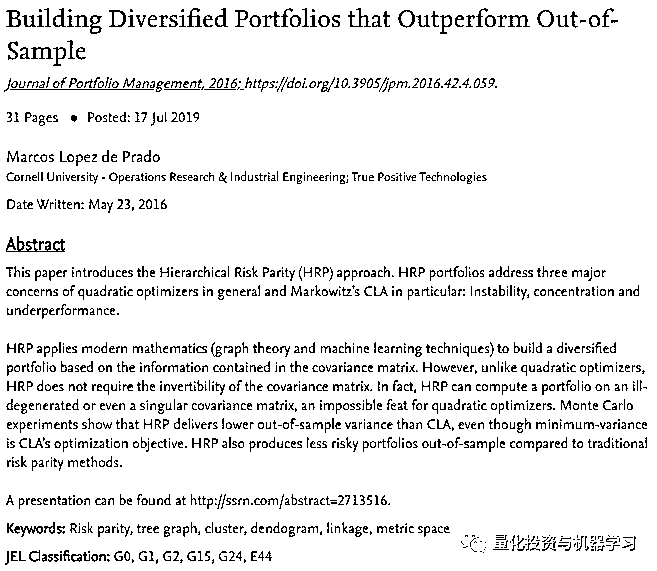 Building Diversified Portfolios that Outperform Out-of-
Sample
Journal of Portfolio Management, 2016; https://doi.org/10.3905/jpm.2016.42.4.059.
31 Pages • Posted: 17 Jul 2019
Marcos Lopez de Prado
Cornell University - Operations Research & Industrial Engineering; True Positive Technologies
Date Written: May 23, 2016
Abstract
This paper introduces the Hierarchical Risk Parity (HRP) approach. HRP portfolios address three major
concerns of quadratic optimizers in general and Markowitz's CLA in particular: Instability, concentration and
underperformance.
HRP applies modern mathematics (graph theory and machine learning techniques) to build a diversified
portfolio based on the information contained in the covariance matrix. However, unlike quadratic optimizers,
HRP does not require the invertibility of the covariance matrix. In fact, HRP can compute a portfolio on an ill-
degenerated or even a singular covariance matrix, an impossible feat for quadratic optimizers. Monte Carlo
experiments show that HRP delivers lower out-of-sample variance than CLA, even though minimum-variance
is CLA's optimization objective. HRP also produces less risky portfolios out-of-sample compared to traditional
risk parity methods.
A presentation can be found at http://ssrn.com/abstract=2713516.
Keywords: Risk parity, tree graph, cluster, dendogram, linkage, metric space
JEL Classification: G0, G1, G2, G15, G24, E44
量化投资与机器学习